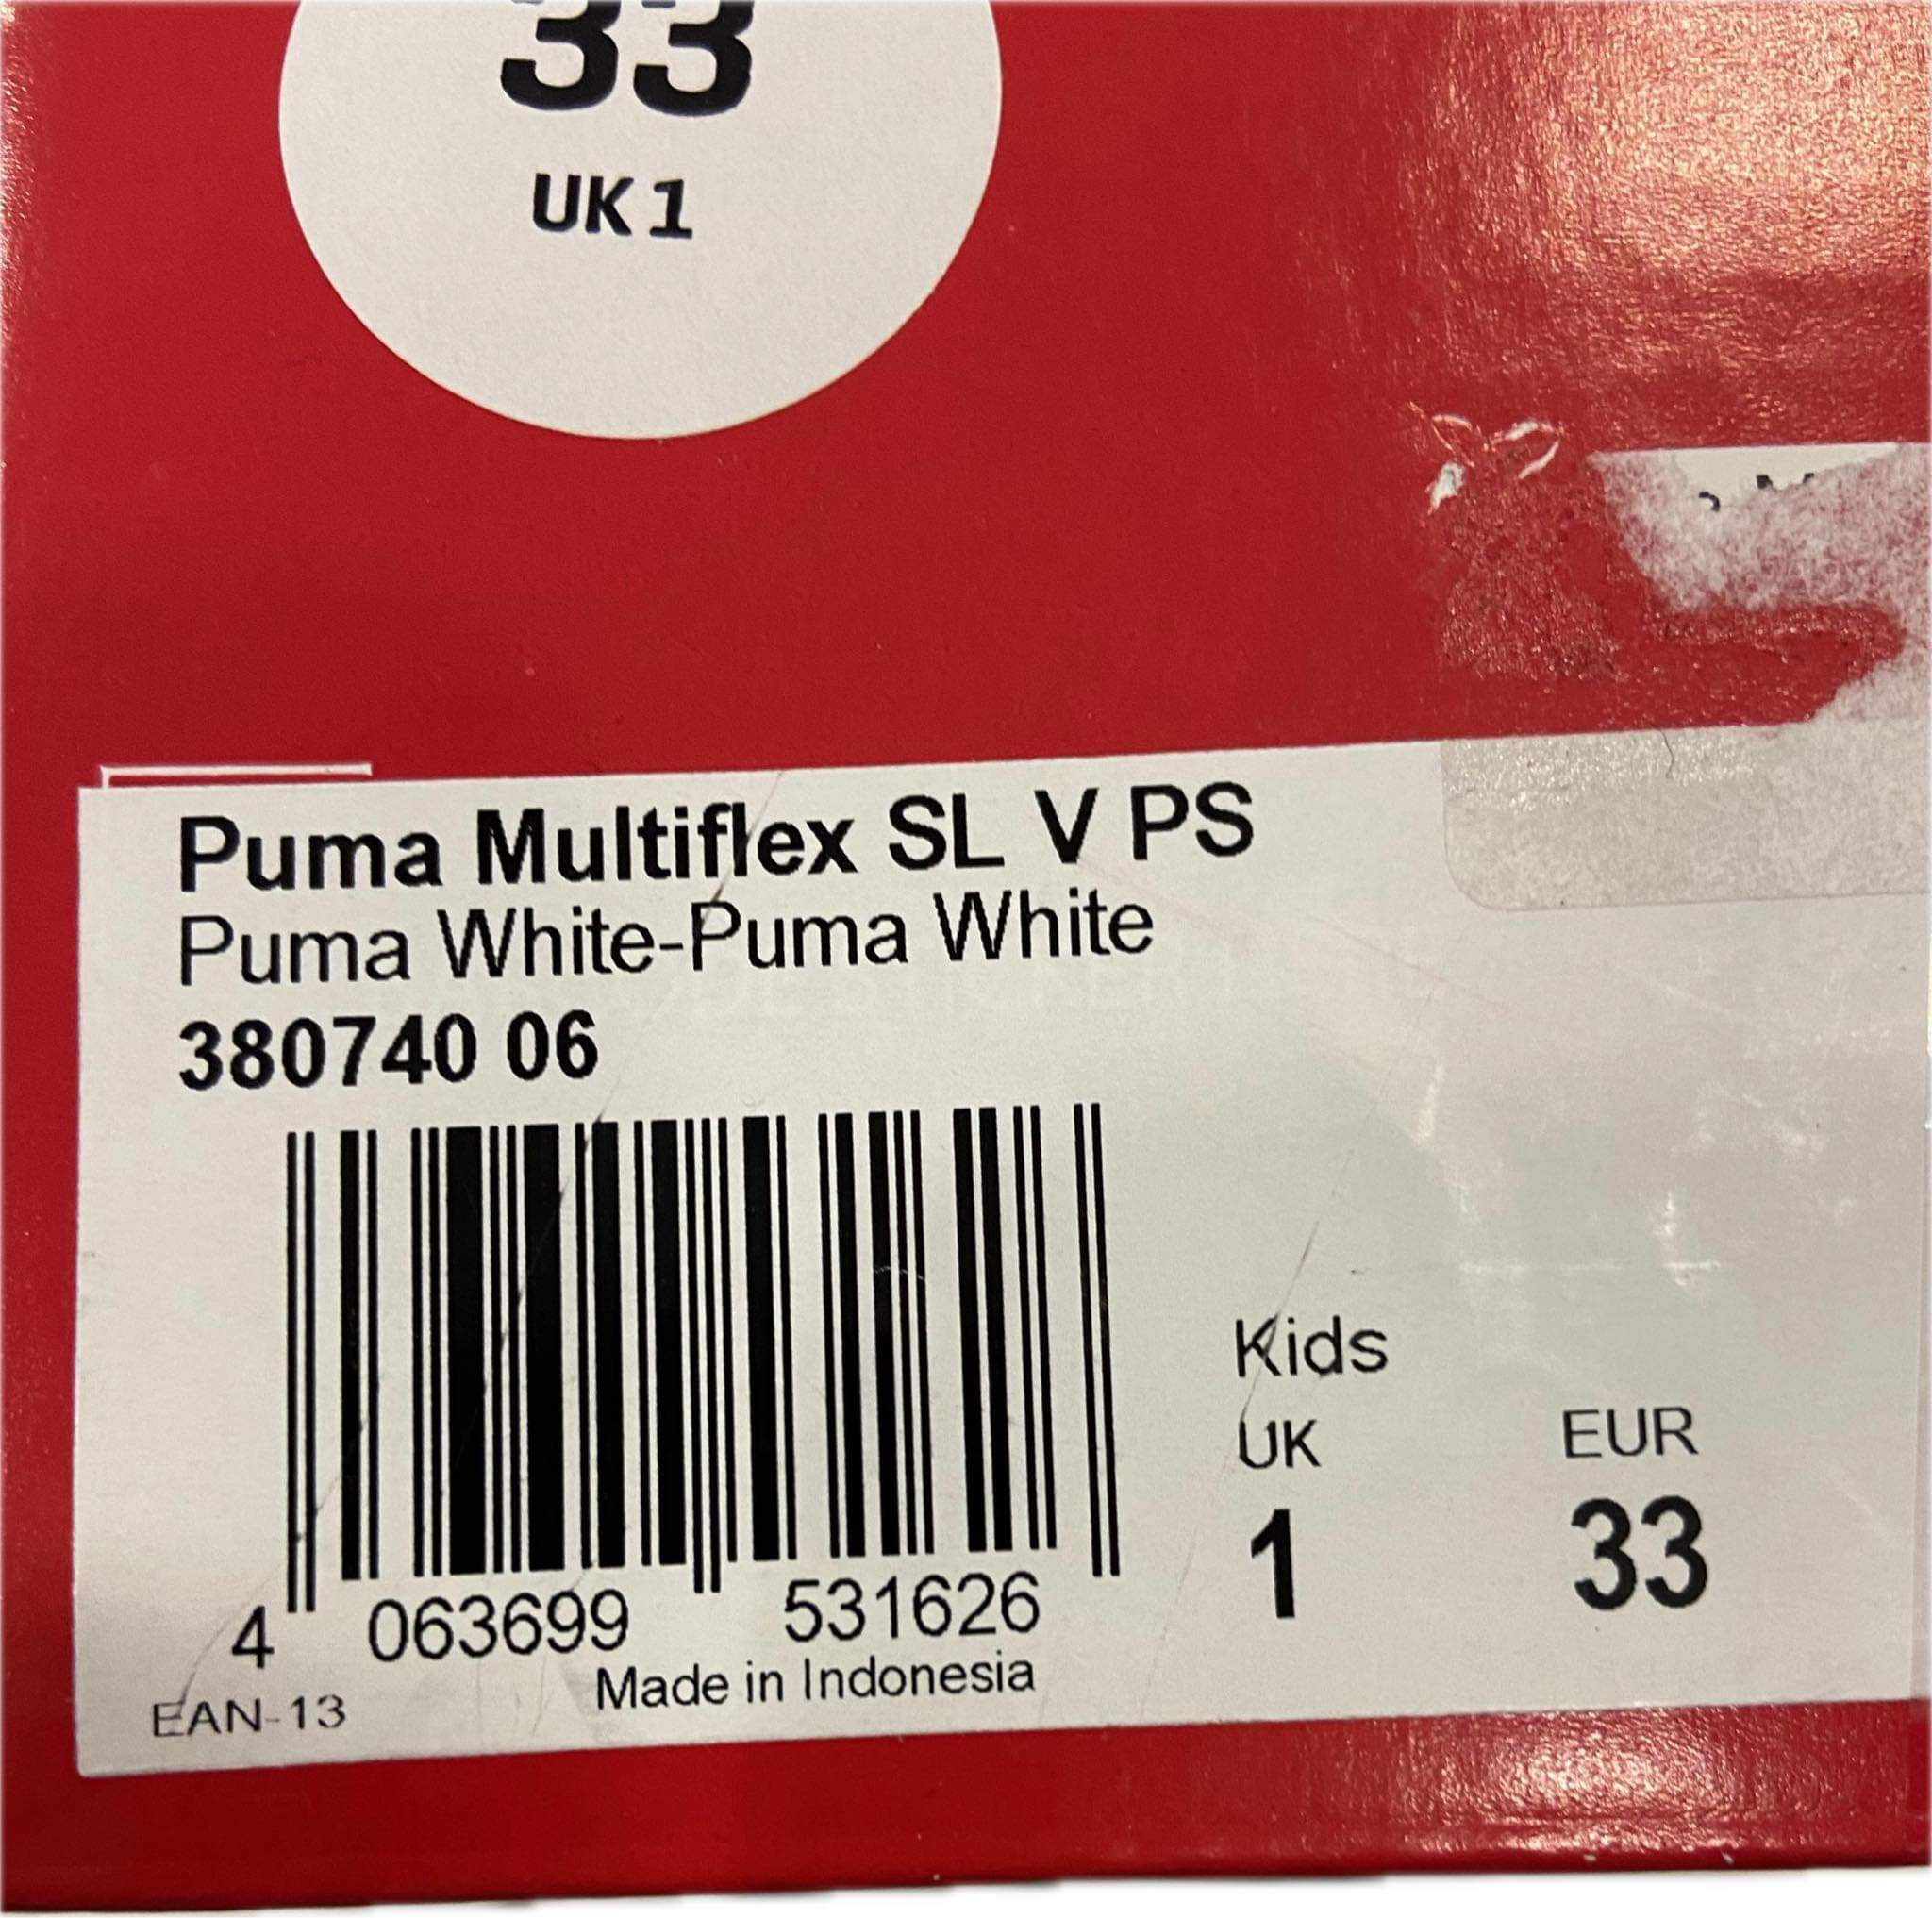 33
UK 1
Puma Multiflex SL V PS
Puma White-Puma White
380740 06
Kids
UK EUR
1 33
4 063699 531626
Made in Indonesia
EAN-13